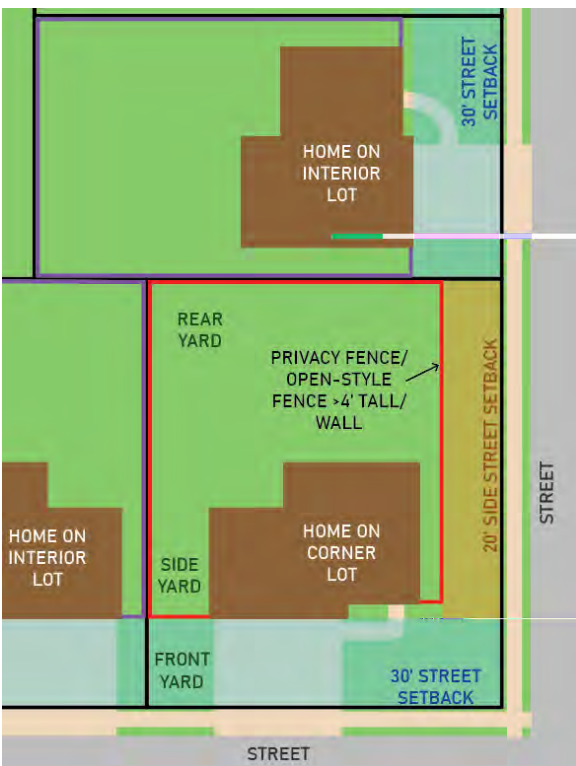 30' STREET
SETBACK
HOME ON
INTERIOR
LOT
REAR
YARD
PRIVACY FENCE/
OPEN-STYLE
FENCE >4' TALL/
WALL
20' SIDE STREET SETBACK
STREET
HOME ON
INTERIOR
LOT
SIDE
YARD
HOME ON
CORNER
LOT
FRONT
YARD
30' STREET
SETBACK
STREET